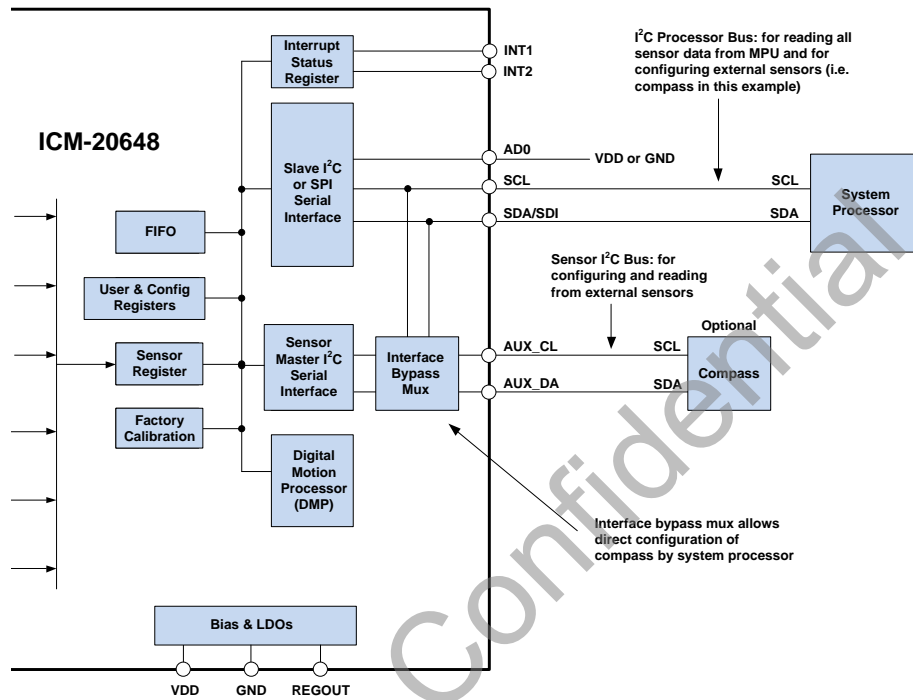 ICM-20648
Interrupt
Status
Register
INT1
INT2
I²C Processor Bus: for reading all
sensor data from MPU and for
configuring external sensors (i.e.
compass in this example)
Slave I²C
or SPI
Serial
Interface
AD0
VDD or GND
SCL
SCL
SDA/SDI
SDA
System
Processor
FIFO
User & Config
Registers
Sensor
Register
Factory
Calibration
Sensor
Master I²C
Serial
Interface
Interface
Bypass
Mux
Digital
Motion
Processor
(DMP)
Sensor I²C Bus: for
configuring and reading
from external sensors
AUX_CL
SCL
AUX_DA
SDA
Optional
Compass
Interface bypass mux allows
direct configuration of
compass by system processor
Bias & LDOs
VDD
GND
REGOUT
Confidential